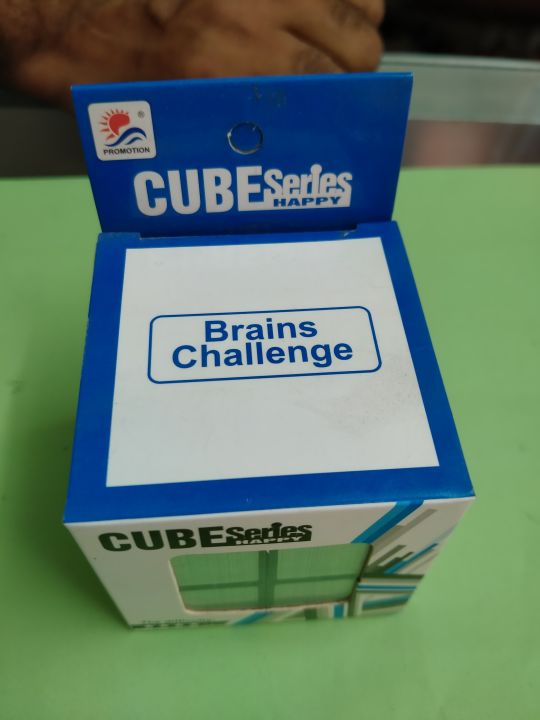 PROMOTION
®
CUBE Series
HAPPY
Brains
Challenge
CUBE Series
HAPPY